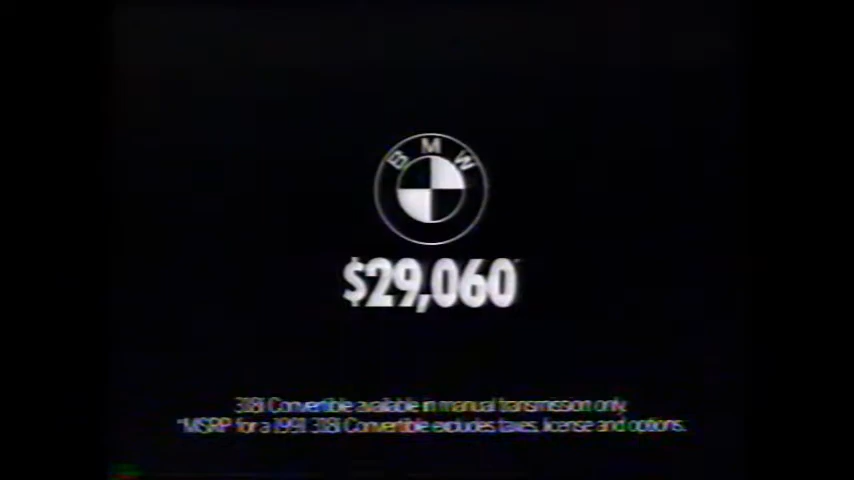 BMW
$29,060*
318i Convertible available in manual transmission only.
*MSRP for a 1991 318i Convertible excludes taxes, license and options.